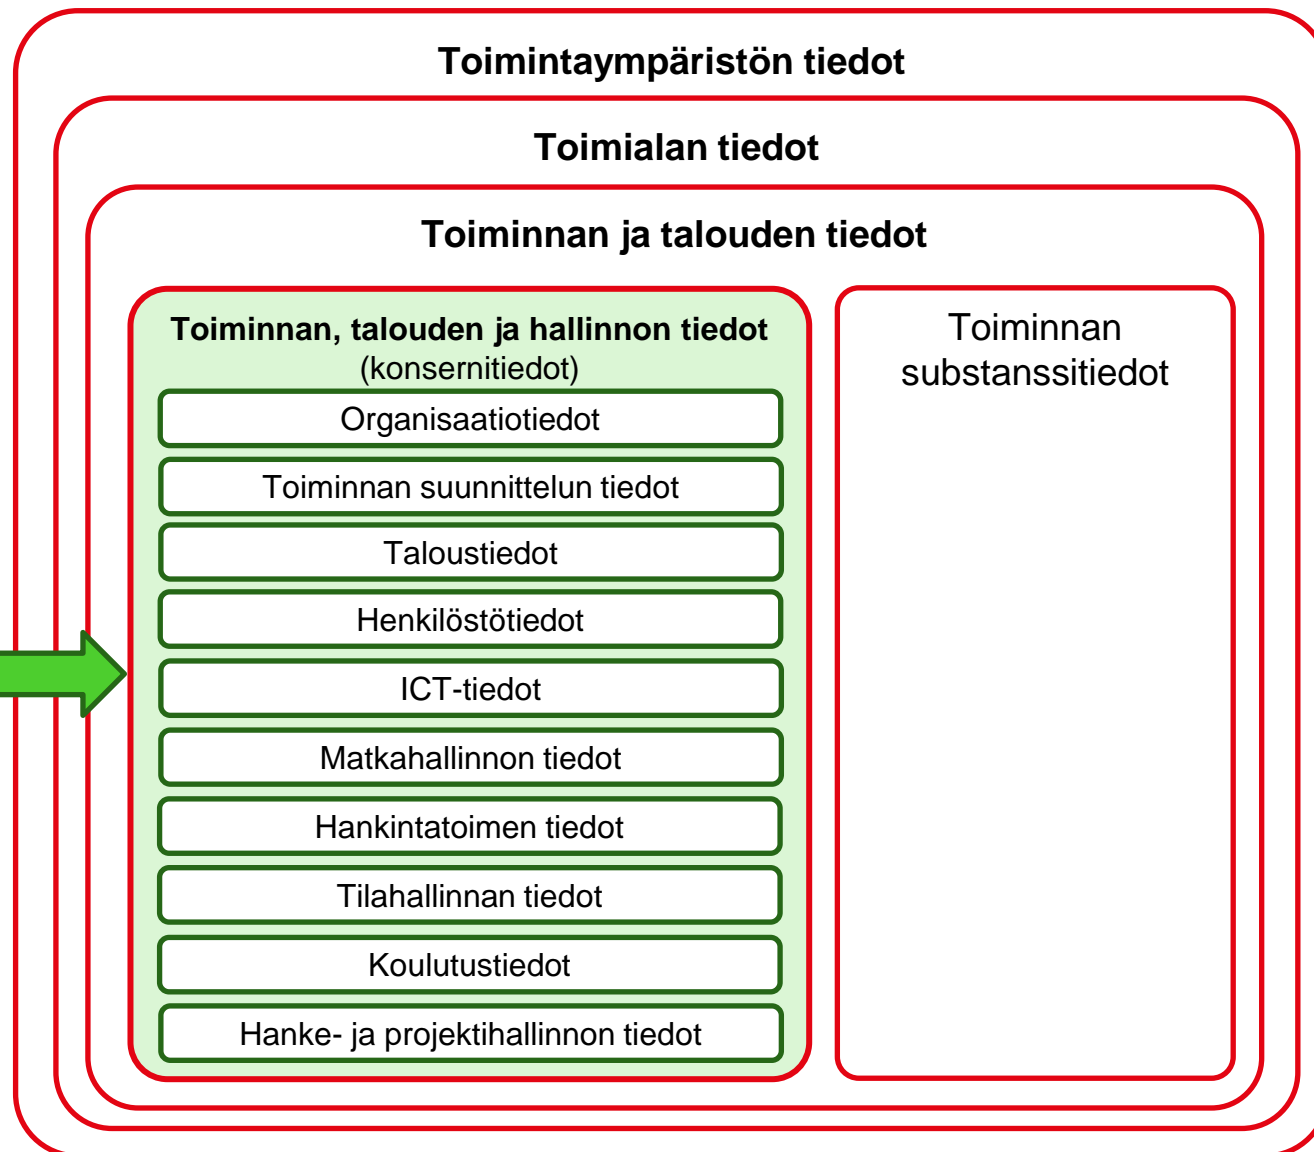 Toimintaympäristön tiedot
Toimialan tiedot
Toiminnan ja talouden tiedot
Toiminnan, talouden ja hallinnon tiedot
(konsernitiedot)
Organisaatiotiedot
Toiminnan suunnittelun tiedot
Taloustiedot
Henkilöstötiedot
ICT-tiedot
Matkahallinnon tiedot
Hankintatoimen tiedot
Tilahallinnan tiedot
Koulutustiedot
Hanke- ja projektihallinnon tiedot
Toiminnan
substanssitiedot